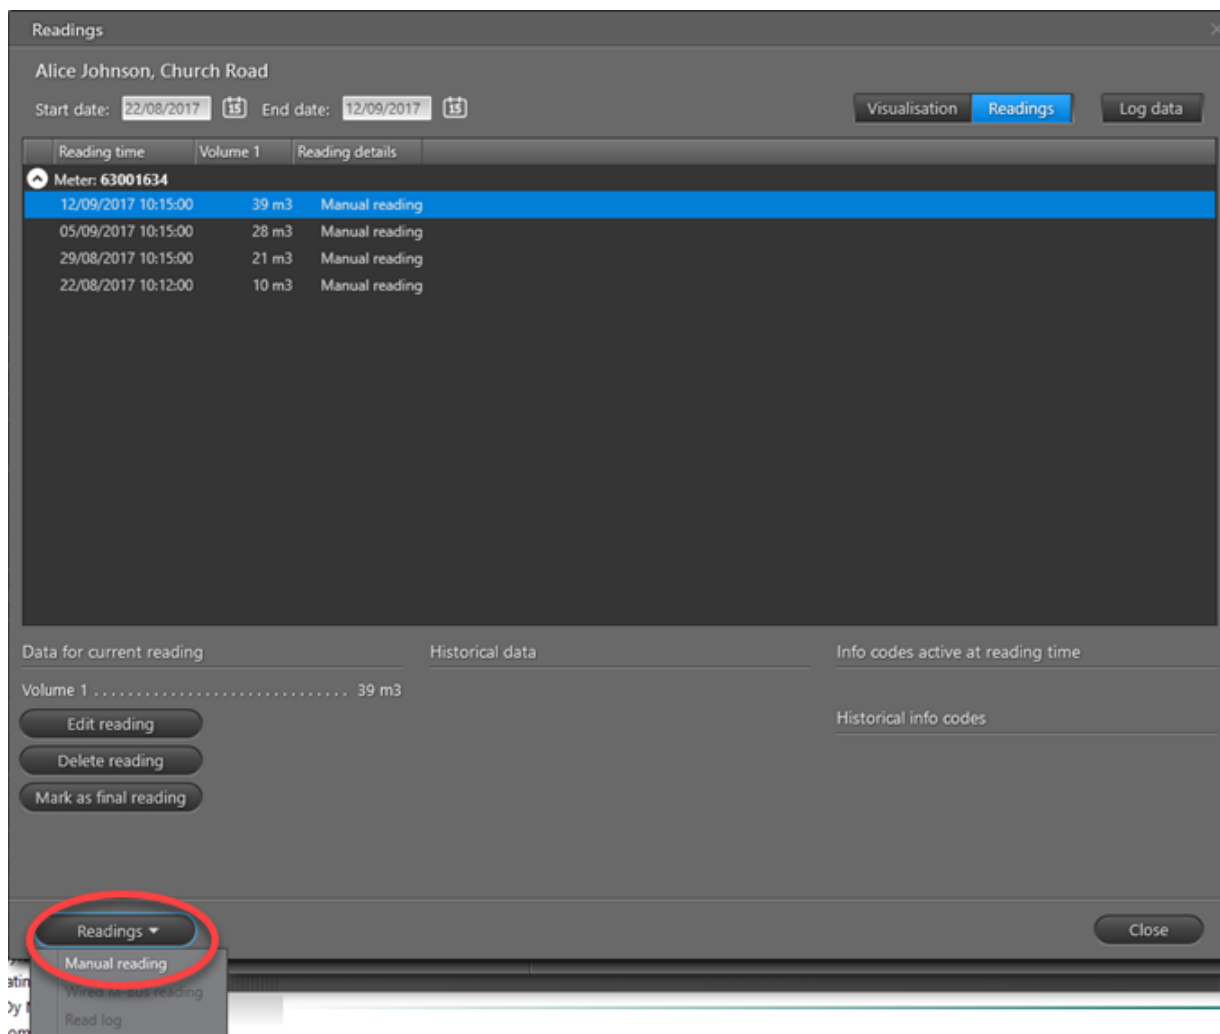 Readings
Alice Johnson, Church Road
Start date: 22/08/2017 15 End date: 12/09/2017 15 Visualisation Readings Log data
Reading time Volume 1 Reading details
Meter: 63001634
12/09/2017 10:15:00 39 m3 Manual reading
05/09/2017 10:15:00 28 m3 Manual reading
29/08/2017 10:15:00 21 m3 Manual reading
22/08/2017 10:12:00 10 m3 Manual reading
Data for current reading Historical data Info codes active at reading time
Volume 1 . . . . . . . . . . . . . . . . . . . . . . . . . . . . . . 39 m3
Edit reading Historical info codes
Delete reading
Mark as final reading
Readings Close
Manual reading
Wired M-Bus reading
Read log